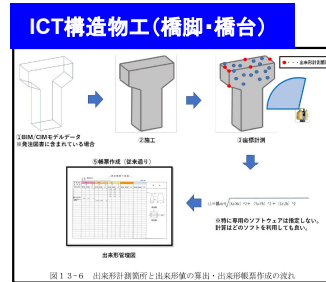 ICT構造物工（橋脚・橋台）
・・・出来形計測箇
①BIM/CIMモデルデータ
※発注図書に含まれている場合
②施工
③座標計測
⑤帳票作成（従来通り）
※特に専用のソフトウェアは指定しない。
計算はどのソフトを利用しても良い。
出来形管理図
図13-6 出来形計測箇所と出来形値の算出・出来形帳票作成の流れ